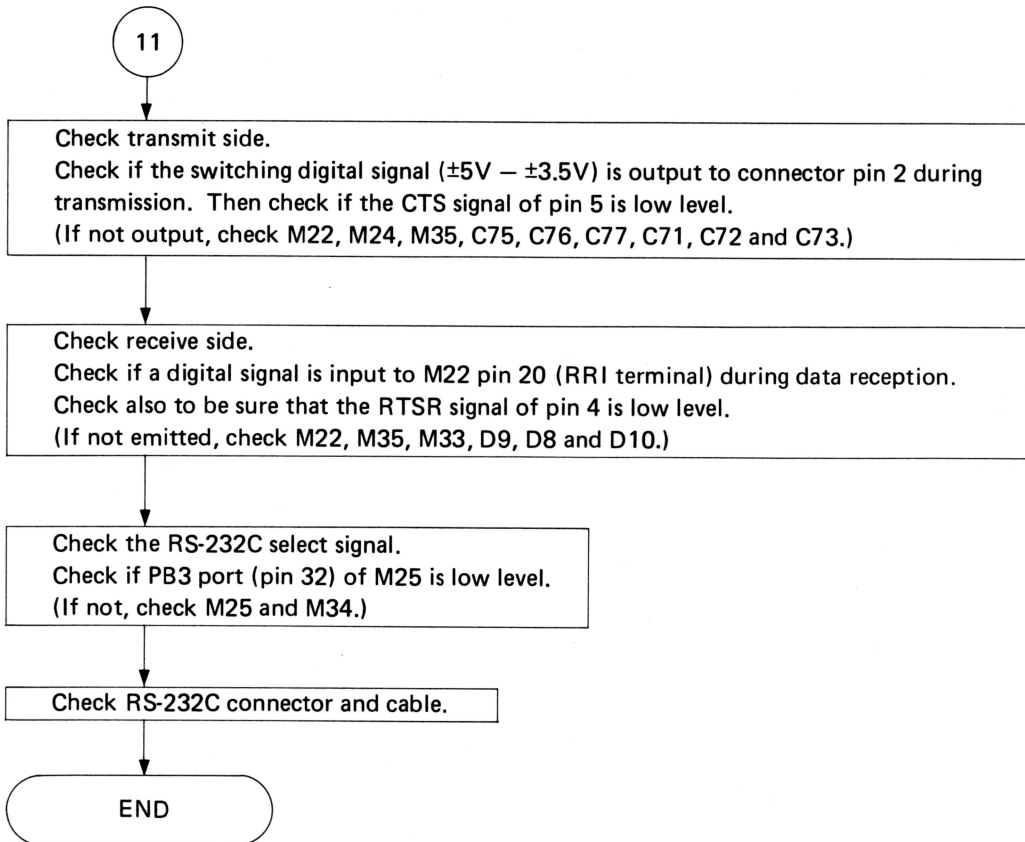 11
Check transmit side.
Check if the switching digital signal (±5V − ±3.5V) is output to connector pin 2 during
transmission. Then check if the CTS signal of pin 5 is low level.
(If not output, check M22, M24, M35, C75, C76, C77, C71, C72 and C73.)
Check receive side.
Check if a digital signal is input to M22 pin 20 (RRI terminal) during data reception.
Check also to be sure that the RTSR signal of pin 4 is low level.
(If not emitted, check M22, M35, M33, D9, D8 and D10.)
Check the RS-232C select signal.
Check if PB3 port (pin 32) of M25 is low level.
(If not, check M25 and M34.)
Check RS-232C connector and cable.
END